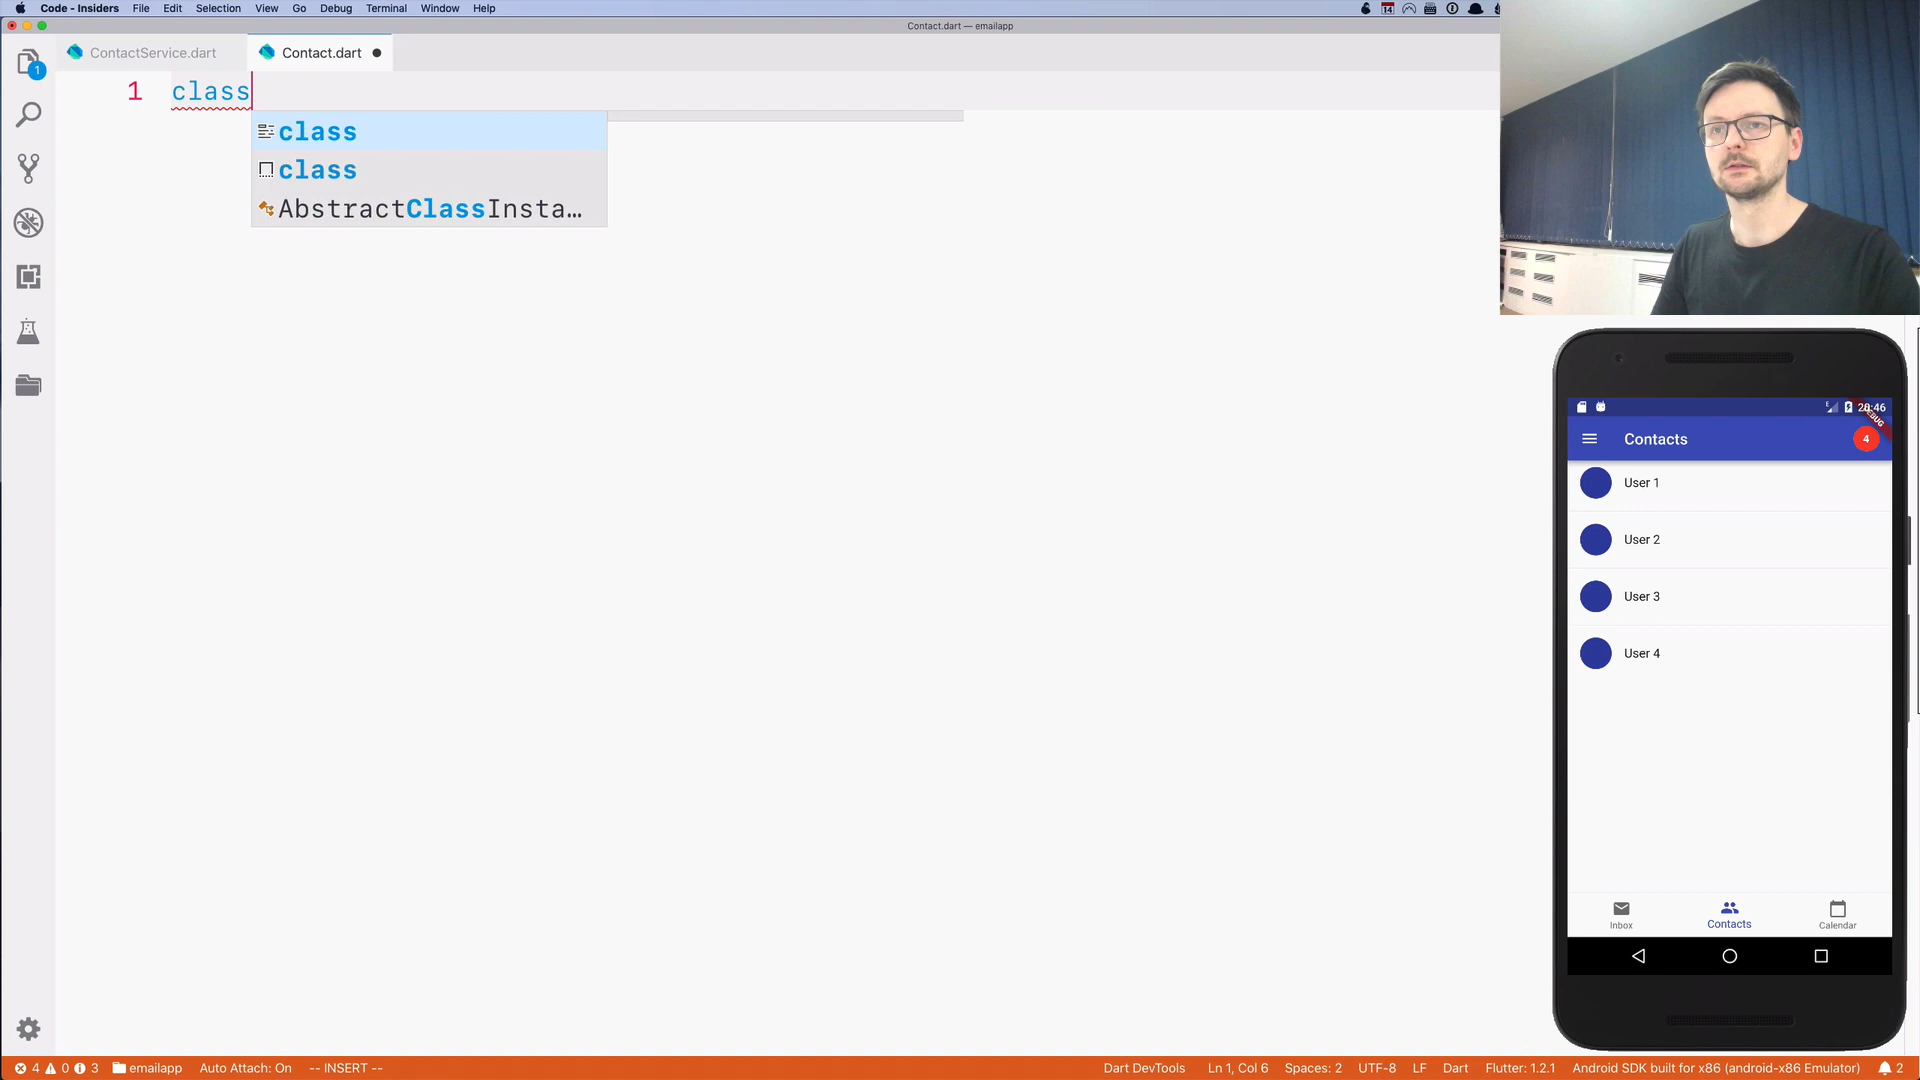 Code - Insiders File Edit Selection View Go Debug Terminal Window Help
14
Contact.dart — emailapp
ContactService.dart Contact.dart
1
1 class
class
class
AbstractClassInsta...
20:46
DEBUG
Contacts 4
User 1
User 2
User 3
User 4
Inbox Contacts Calendar
4 0 3 emailapp Auto Attach: On -- INSERT -- Dart DevTools Ln 1, Col 6 Spaces: 2 UTF-8 LF Dart Flutter: 1.2.1 Android SDK built for x86 (android-x86 Emulator) 2